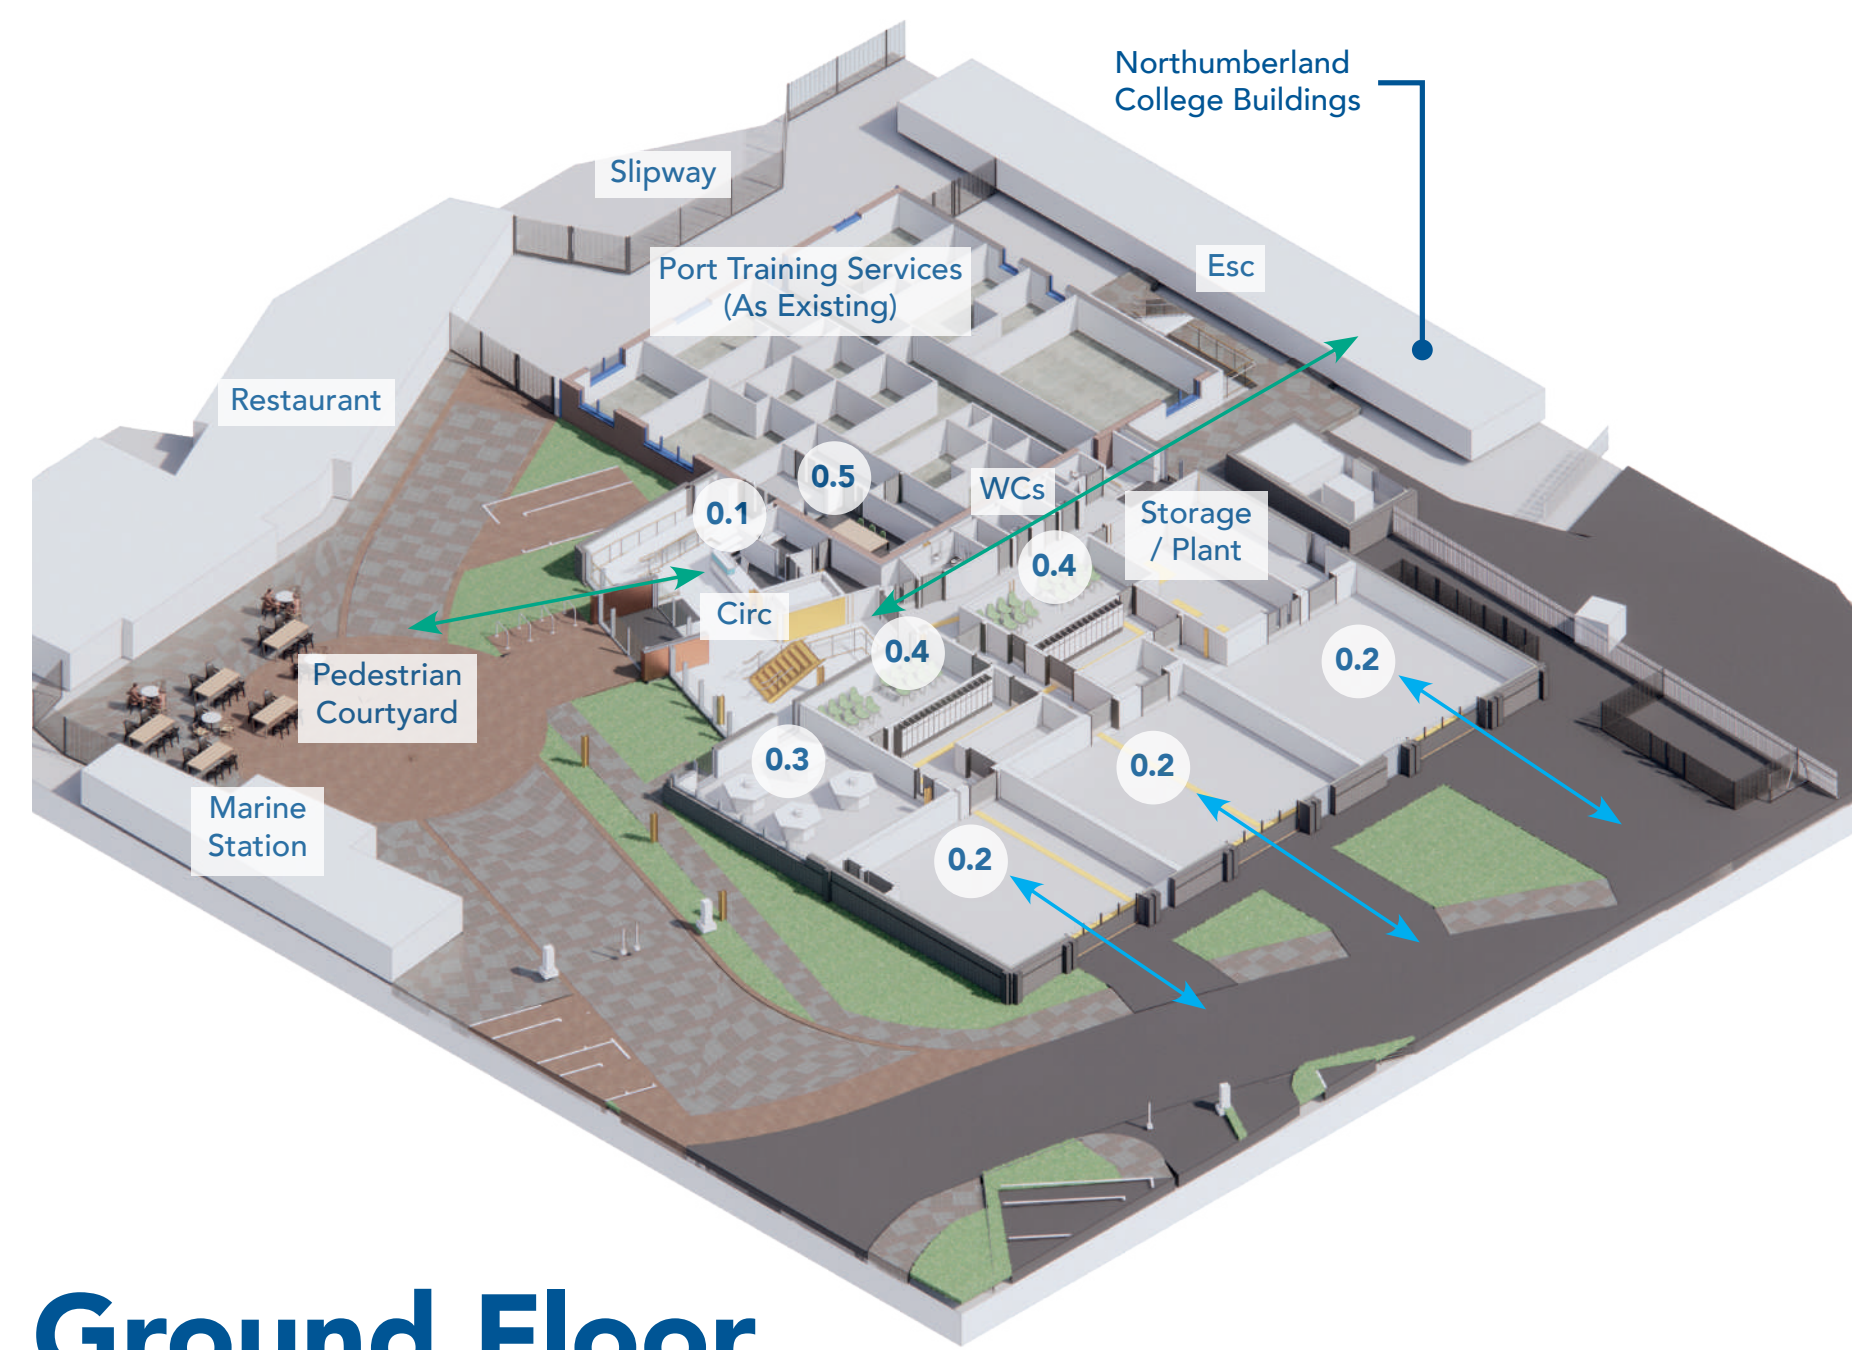 Northumberland
College Buildings
Slipway
Esc
Port Training Services
(As Existing)
Restaurant
0.5
0.1
WCs
Storage
/ Plant
0.4
Circ
0.4
0.2
Pedestrian
Courtyard
0.3
0.2
Marine
Station
0.2
Ground Floor